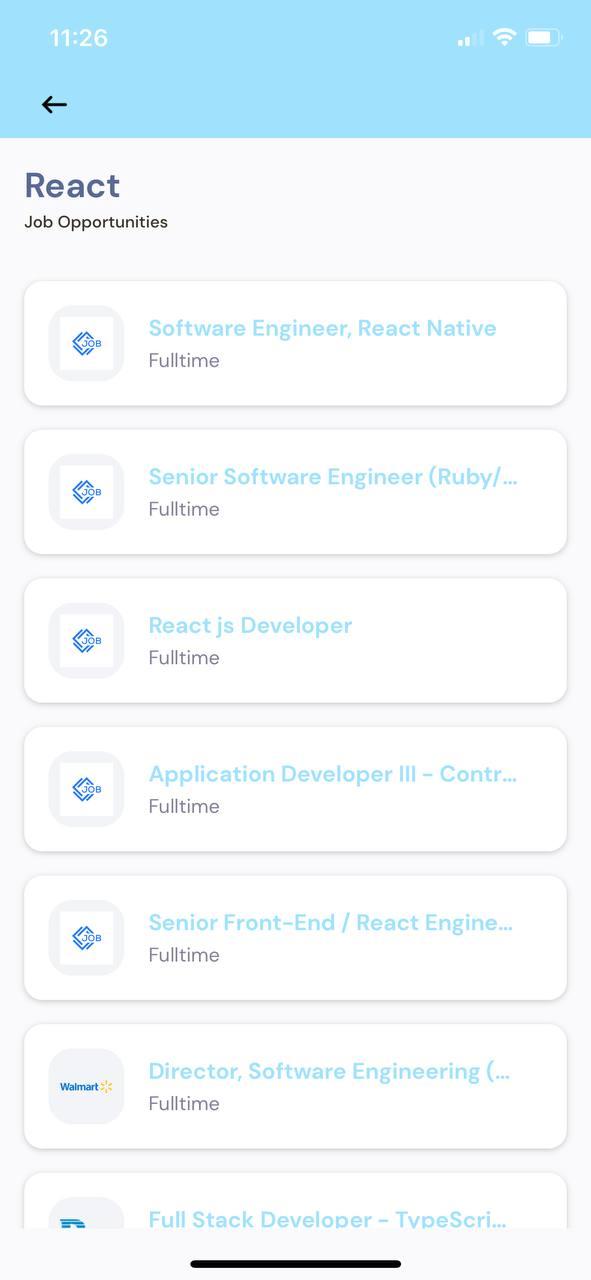 11:26
React
Job Opportunities
JOB
Software Engineer, React Native
Fulltime
JOB
Senior Software Engineer (Ruby/...
Fulltime
JOB
React js Developer
Fulltime
JOB
Application Developer III - Contr...
Fulltime
JOB
Senior Front-End / React Engine...
Fulltime
Walmart
Director, Software Engineering (...
Fulltime
Full Stack Developer - TypeScri...